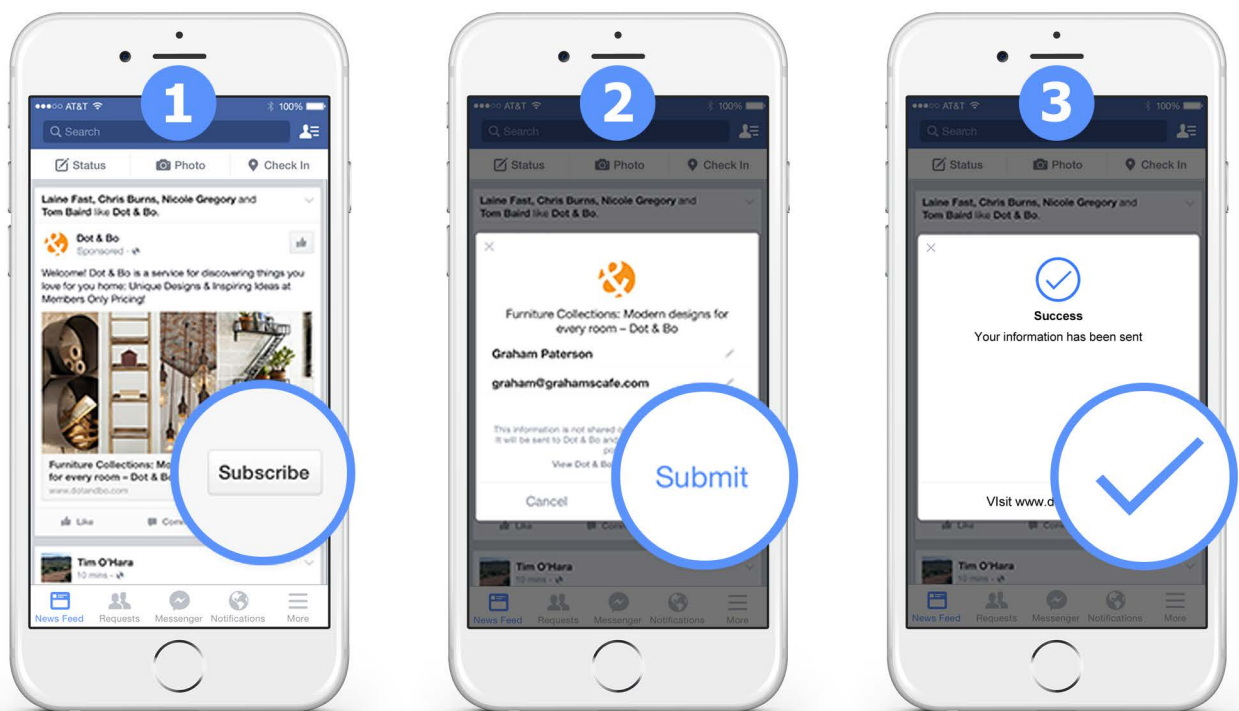 1
AT&T 100%
Search
Status Photo Check In
Laine Fast, Chris Burns, Nicole Gregory and
Tom Baird like Dot & Bo.
Dot & Bo
Sponsored
Welcome! Dot & Bo is a service for discovering things you
love for you home: Unique Designs & Inspiring Ideas at
Members Only Pricing!
Furniture Collections:
for every room – Dot &
www.dotandbo.com
Subscribe
Like
Tim O'Hara
10 mins
News Feed Requests Messenger Notifications More
2
AT&T 100%
Search
Status Photo Check In
Laine Fast, Chris Burns, Nicole Gregory and
Tom Baird like Dot & Bo.
&
Furniture Collections: Modern designs for
every room – Dot & Bo
Graham Paterson
graham@grahamscafe.com
This information is not shared
It will be sent to Dot & Bo and
View Dot &
Cancel
Submit
Like
Tim O'Hara
10 mins
News Feed Requests Messenger Notifications More
3
AT&T 100%
Search
Status Photo Check In
Laine Fast, Chris Burns, Nicole Gregory and
Tom Baird like Dot & Bo.
Success
Your information has been sent
VIsit www.d
Like
Tim O'Hara
10 mins
News Feed Requests Messenger Notifications More